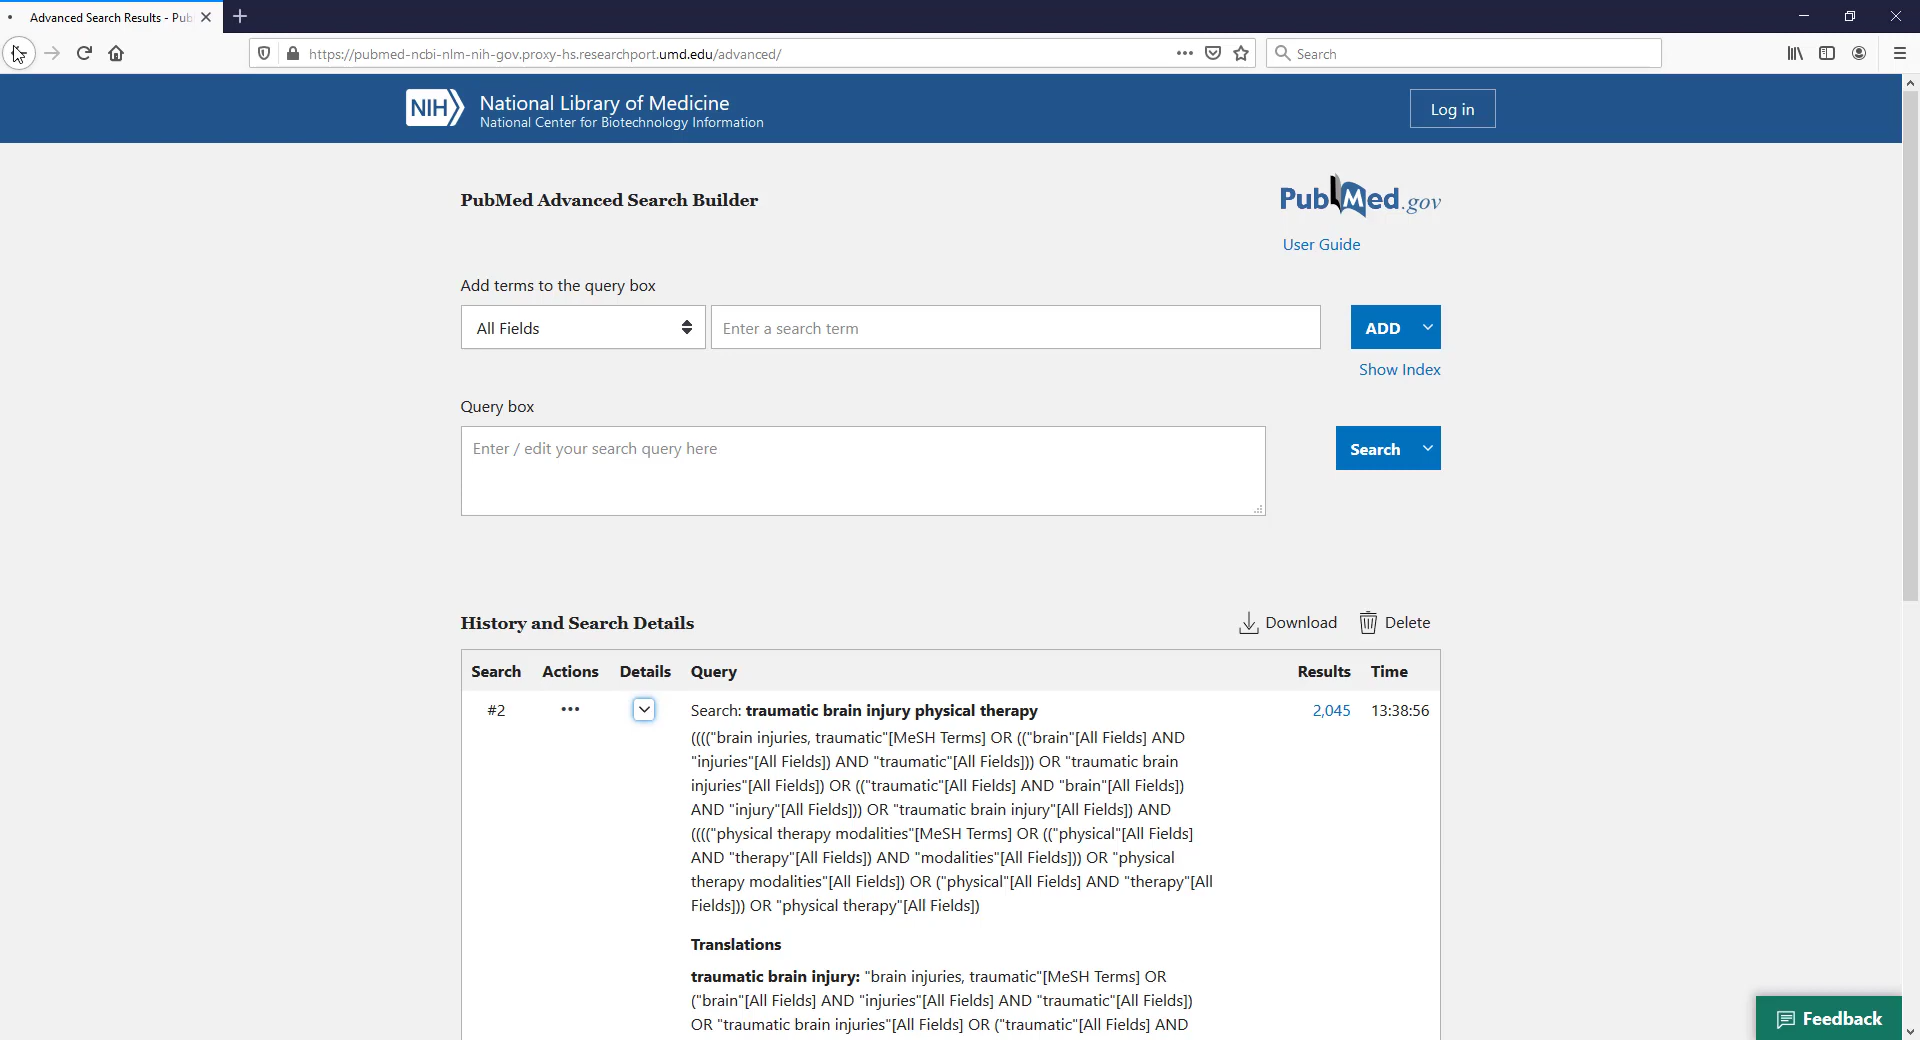 Advanced Search Results - Pub
https://pubmed-ncbi-nlm-nih-gov.proxy-hs.researchport.umd.edu/advanced/
Search
NIH
National Library of Medicine
National Center for Biotechnology Information
Log in
PubMed Advanced Search Builder
PubMed.gov
User Guide
Add terms to the query box
All Fields
Enter a search term
ADD
Show Index
Query box
Enter / edit your search query here
Search
History and Search Details
Download
Delete
Search Actions Details Query Results Time
#2 Search: traumatic brain injury physical therapy 2,045 13:38:56
(((("brain injuries, traumatic"[MeSH Terms] OR (("brain"[All Fields] AND
"injuries"[All Fields]) AND "traumatic"[All Fields])) OR "traumatic brain
injuries"[All Fields]) OR (("traumatic"[All Fields] AND "brain"[All Fields])
AND "injury"[All Fields])) OR "traumatic brain injury"[All Fields]) AND
(((("physical therapy modalities"[MeSH Terms] OR (("physical"[All Fields]
AND "therapy"[All Fields]) AND "modalities"[All Fields])) OR "physical
therapy modalities"[All Fields]) OR ("physical"[All Fields] AND "therapy"[All
Fields])) OR "physical therapy"[All Fields])
Translations
traumatic brain injury: "brain injuries, traumatic"[MeSH Terms] OR
("brain"[All Fields] AND "injuries"[All Fields] AND "traumatic"[All Fields])
OR "traumatic brain injuries"[All Fields] OR ("traumatic"[All Fields] AND
Feedback